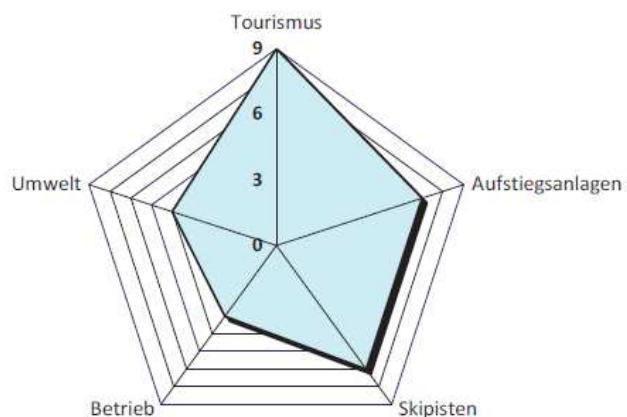 Tourismus
9
6
3
0
Umwelt
Aufstiegsanlagen
Betrieb
Skipisten